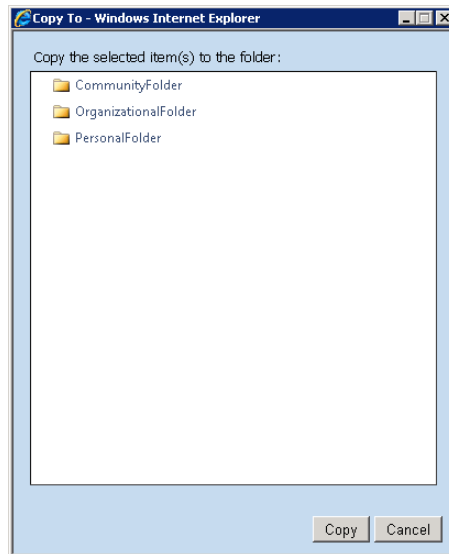 Copy To - Windows Internet Explorer
Copy the selected item(s) to the folder:
CommunityFolder
OrganizationalFolder
PersonalFolder
Copy Cancel